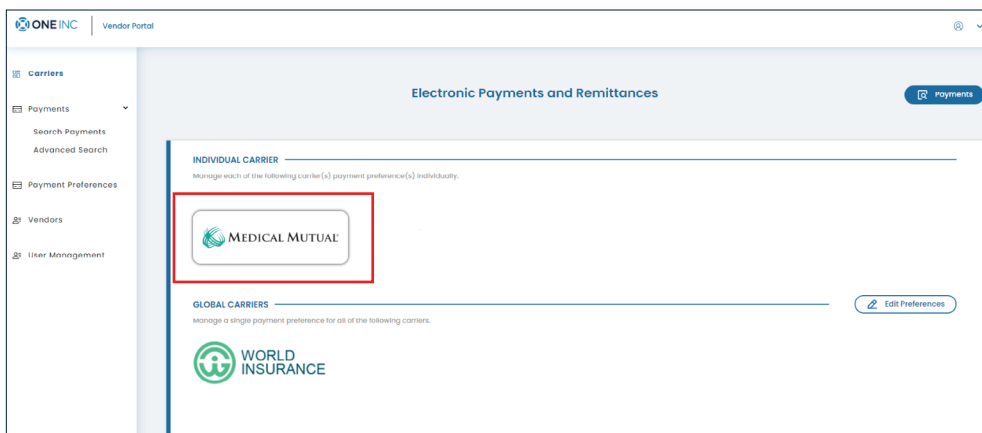 ONE INC Vendor Portal
Carriers
Payments
Search Payments
Advanced Search
Payment Preferences
Vendors
User Management
Electronic Payments and Remittances
Payments
INDIVIDUAL CARRIER
Manage each of the following carrier(s) payment preference(s) individually.
MEDICAL MUTUAL®
GLOBAL CARRIERS
Edit Preferences
Manage a single payment preference for all of the following carriers.
WORLD
INSURANCE